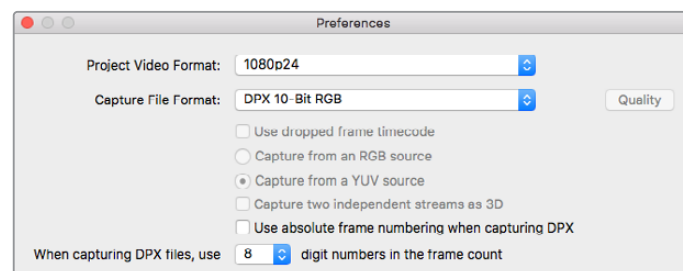 Preferences
Project Video Format: 1080p24
Capture File Format: DPX 10-Bit RGB Quality
Use dropped frame timecode
Capture from an RGB source
Capture from a YUV source
Capture two independent streams as 3D
Use absolute frame numbering when capturing DPX
When capturing DPX files, use 8 digit numbers in the frame count